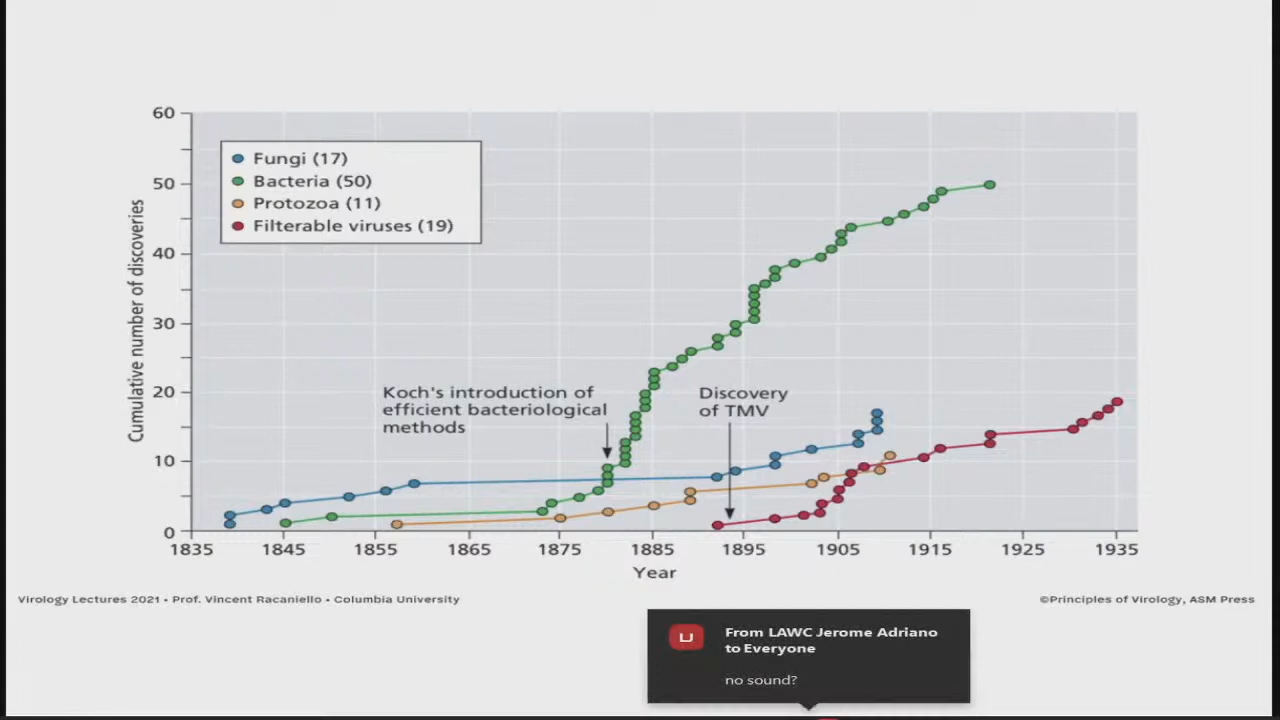 60
50
40
30
20
10
0
Cumulative number of discoveries
Fungi (17)
Bacteria (50)
Protozoa (11)
Filterable viruses (19)
Koch's introduction of
efficient bacteriological
methods
Discovery
of TMV
1835 1845 1855 1865 1875 1885 1895 1905 1915 1925 1935
Year
Virology Lectures 2021 • Prof. Vincent Racaniello • Columbia University
©Principles of Virology, ASM Press
LJ
From LAWC Jerome Adriano
to Everyone
no sound?